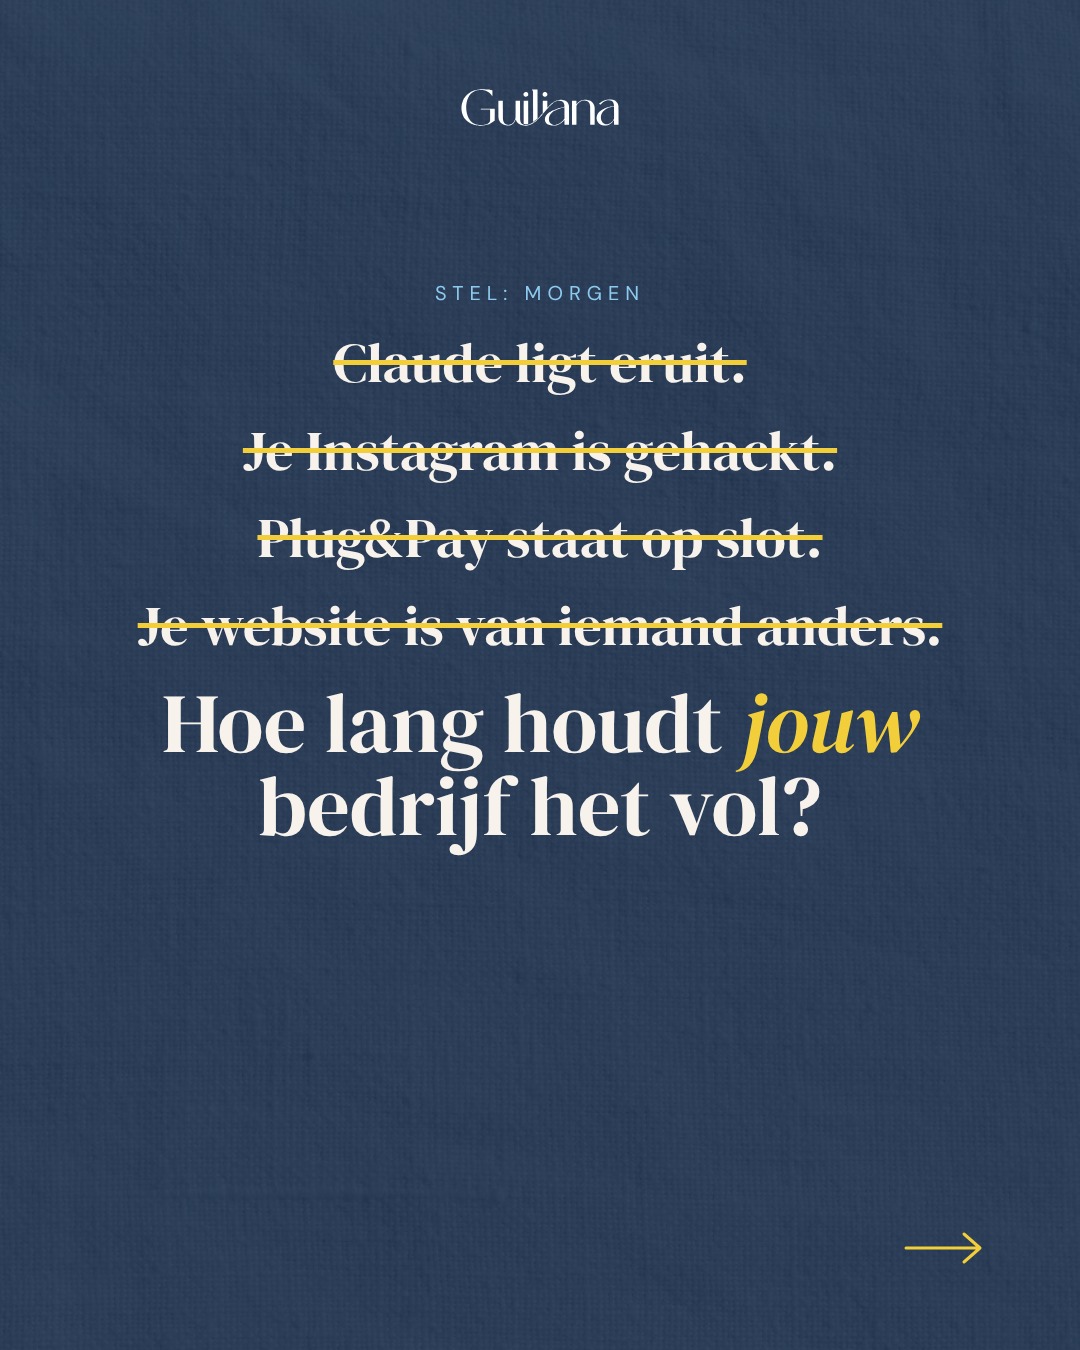 Guiliana
STEL: MORGEN
Claude ligt eruit.
Je Instagram is gehackt.
Plug&Pay staat op slot.
Je website is van iemand anders.
Hoe lang houdt jouw
bedrijf het vol?